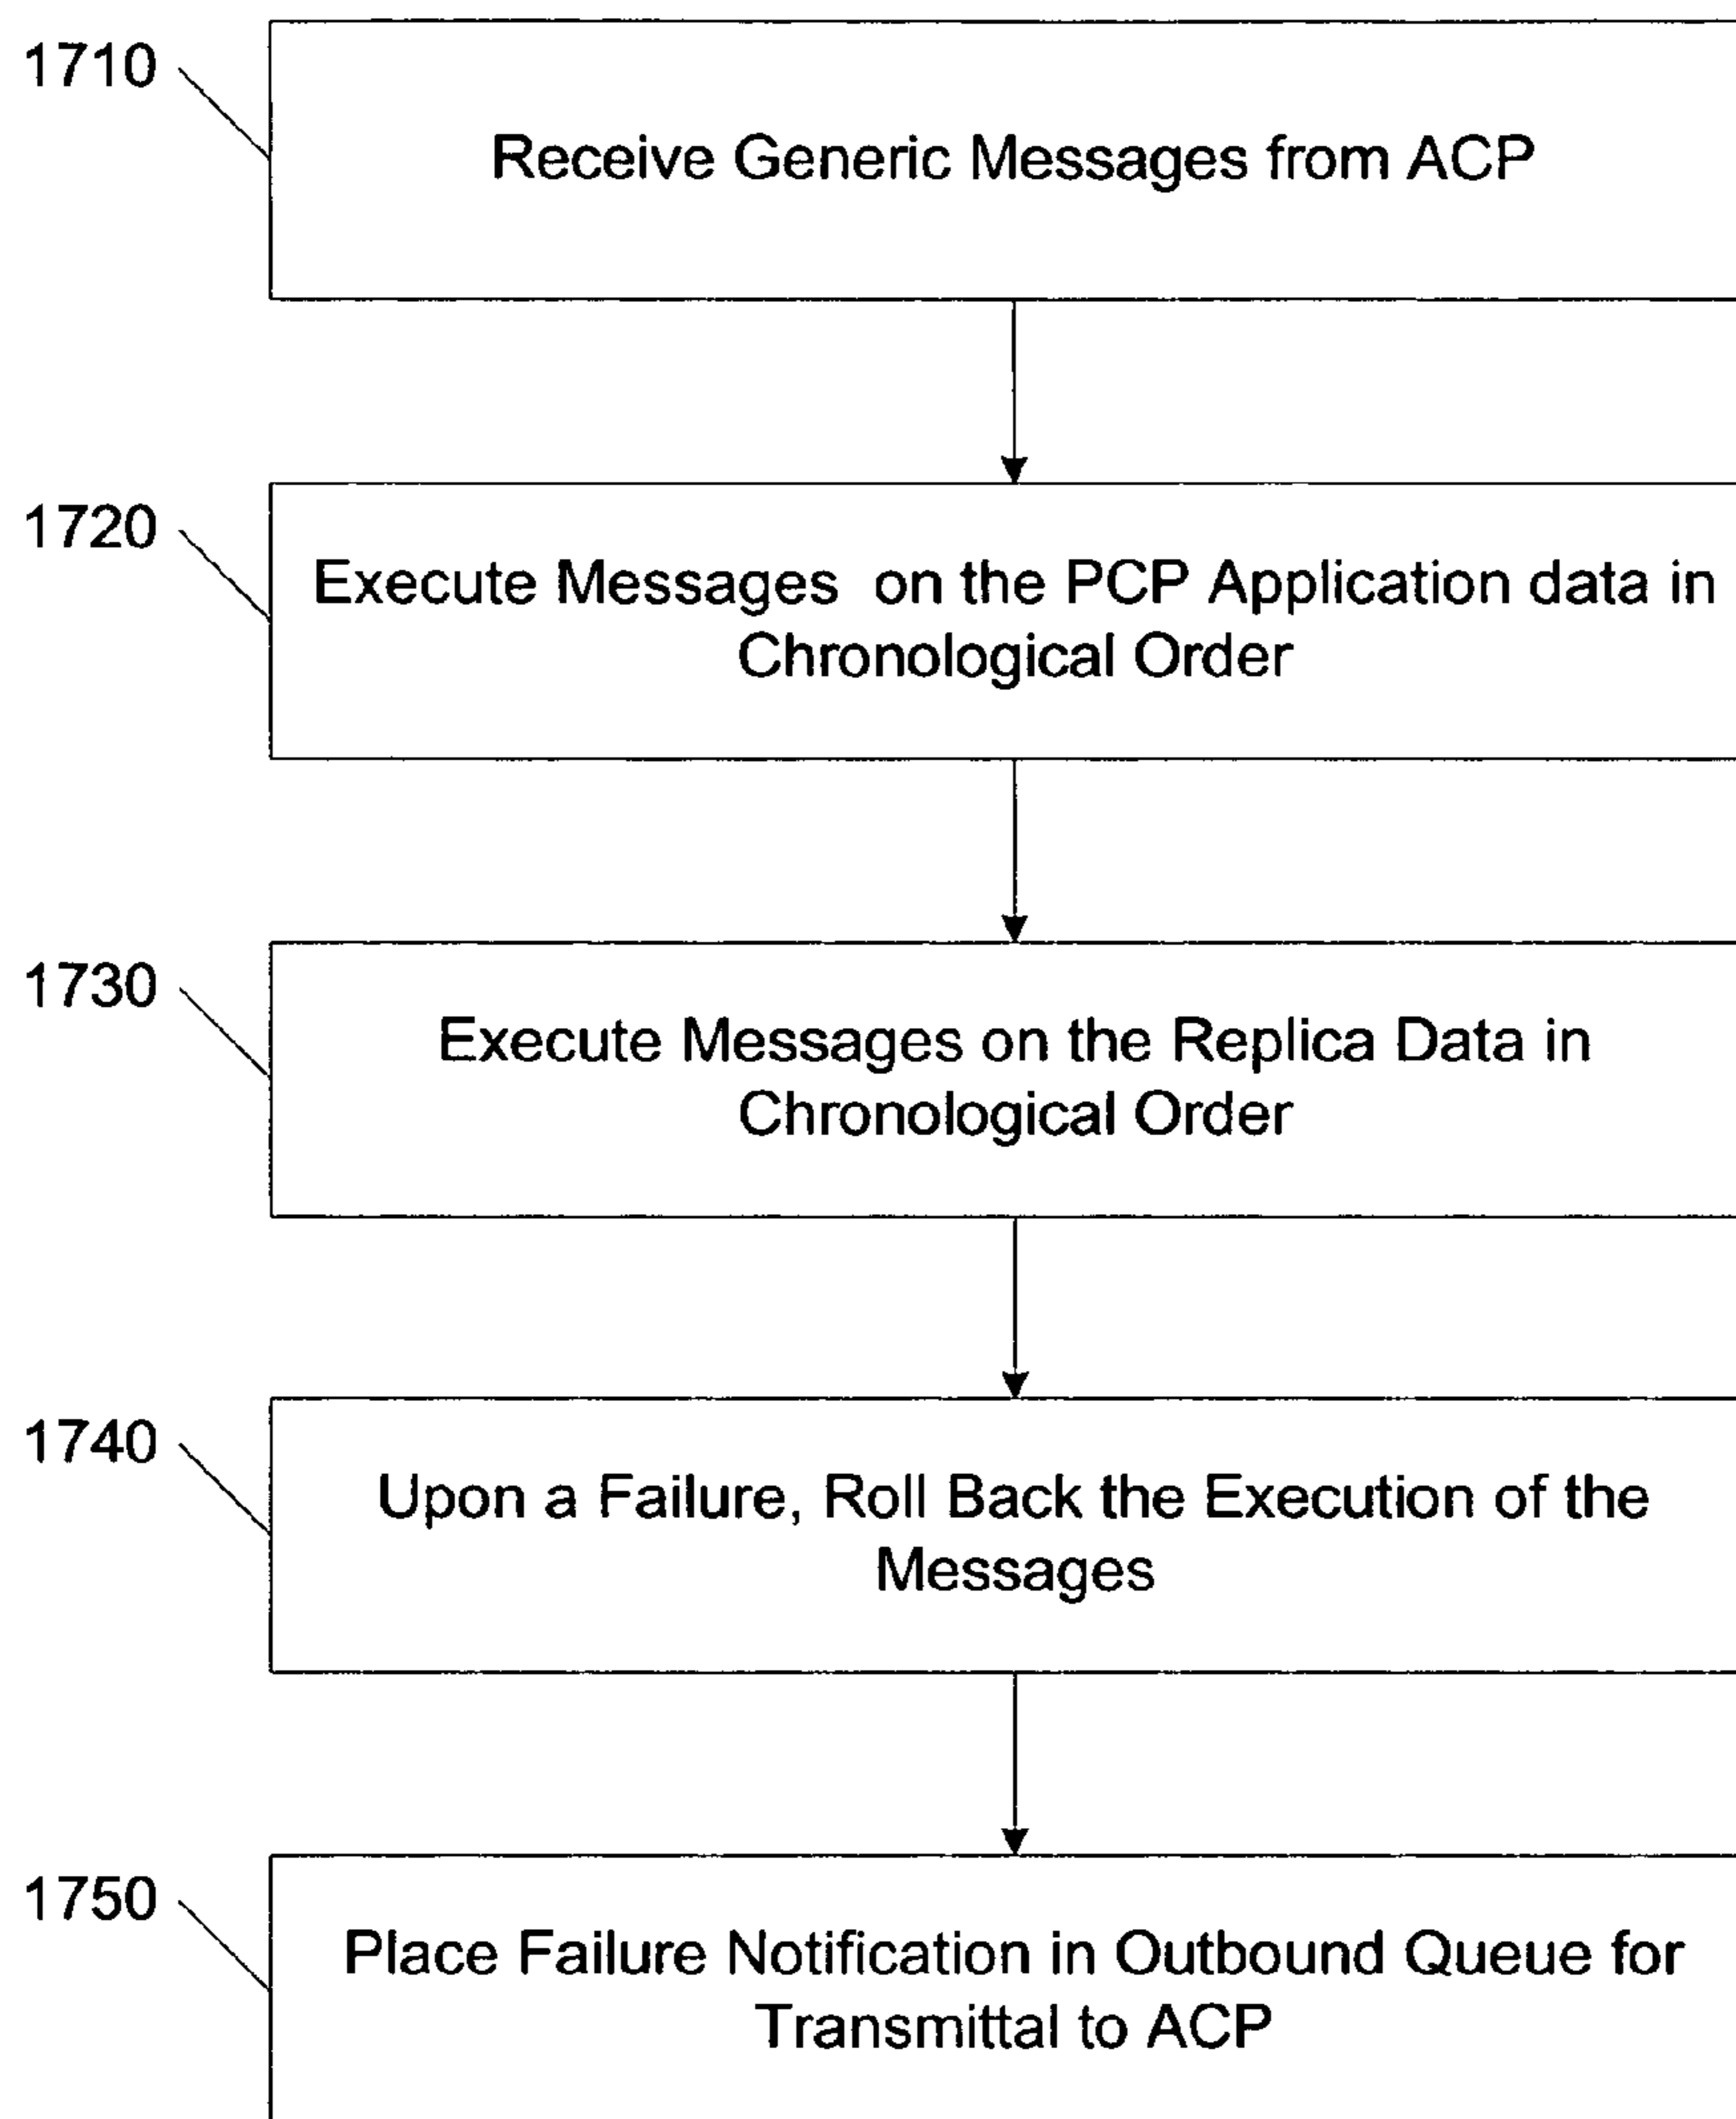 1710
Receive Generic Messages from ACP
1720
Execute Messages on the PCP Application data in
Chronological Order
1730
Execute Messages on the Replica Data in
Chronological Order
1740
Upon a Failure, Roll Back the Execution of the
Messages
1750
Place Failure Notification in Outbound Queue for
Transmittal to ACP